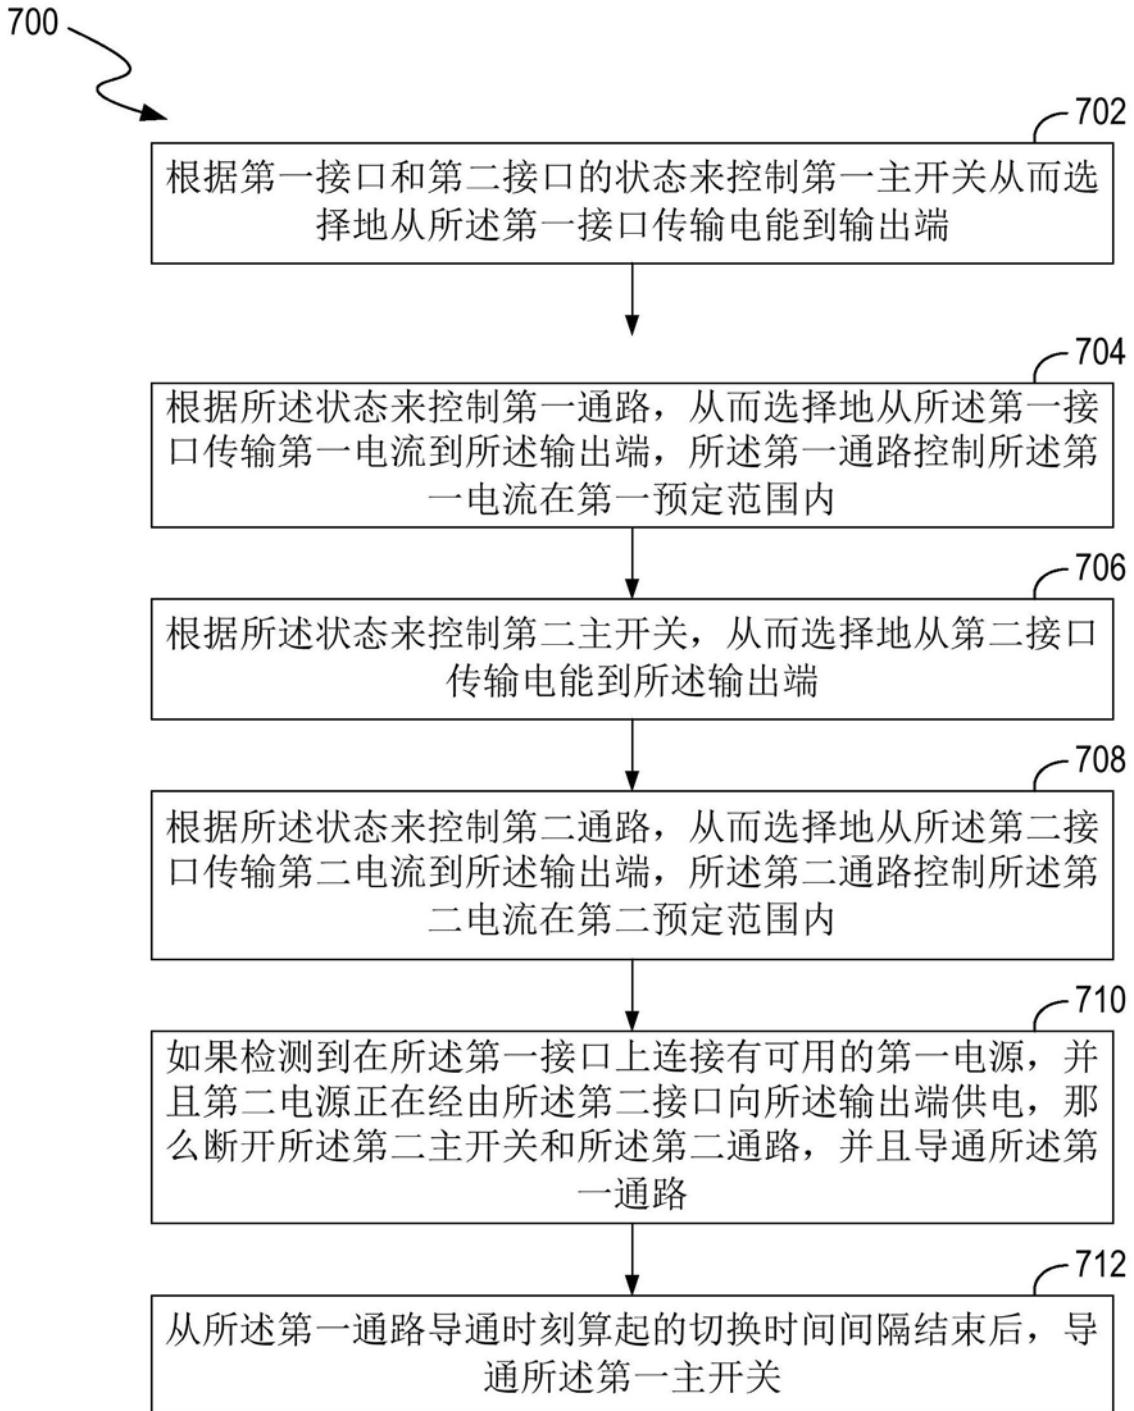 700
702
根据第一接口和第二接口的状态来控制第一主开关从而选
择地从所述第一接口传输电能到输出端
704
根据所述状态来控制第一通路，从而选择地从所述第一接
口传输第一电流到所述输出端，所述第一通路控制所述第
一电流在第一预定范围内
706
根据所述状态来控制第二主开关，从而选择地从第二接口
传输电能到所述输出端
708
根据所述状态来控制第二通路，从而选择地从所述第二接
口传输第二电流到所述输出端，所述第二通路控制所述第
二电流在第二预定范围内
710
如果检测到在所述第一接口上连接有可用的第一电源，并
且第二电源正在经由所述第二接口向所述输出端供电，那
么断开所述第二主开关和所述第二通路，并且导通所述第
一通路
712
从所述第一通路导通时刻算起的切换时间间隔结束后，导
通所述第一主开关